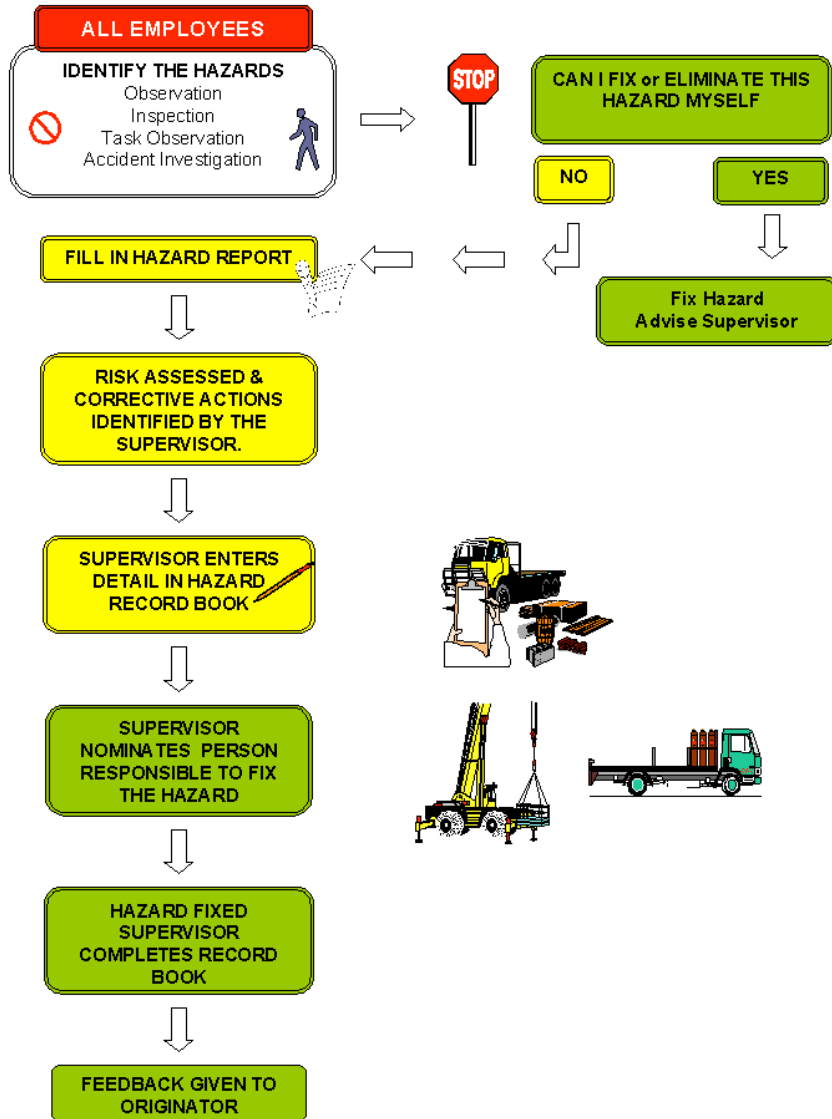 ALL EMPLOYEES
IDENTIFY THE HAZARDS
Observation
Inspection
Task Observation
Accident Investigation
STOP
CAN I FIX or ELIMINATE THIS
HAZARD MYSELF
NO
YES
FILL IN HAZARD REPORT
Fix Hazard
Advise Supervisor
RISK ASSESSED &
CORRECTIVE ACTIONS
IDENTIFIED BY THE
SUPERVISOR.
SUPERVISOR ENTERS
DETAIL IN HAZARD
RECORD BOOK
SUPERVISOR
NOMINATES PERSON
RESPONSIBLE TO FIX
THE HAZARD
HAZARD FIXED
SUPERVISOR
COMPLETES RECORD
BOOK
FEEDBACK GIVEN TO
ORIGINATOR